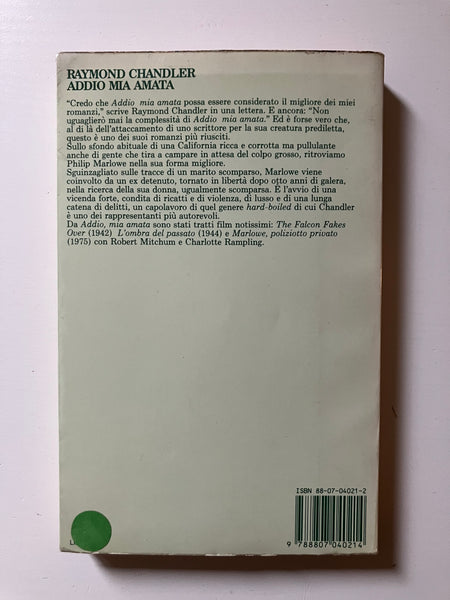 RAYMOND CHANDLER
ADDIO MIA AMATA
"Credo che Addio mia amata possa essere considerato il migliore dei miei
romanzi," scrive Raymond Chandler in una lettera. E ancora: "Non
uguaglierò mai la complessità di Addio mia amata." Ed è forse vero che,
al di là dell'attaccamento di uno scrittore per la sua creatura prediletta,
questo è uno dei suoi romanzi più riusciti.
Sullo sfondo abituale di una California ricca e corrotta ma pullulante
anche di gente che tira a campare in attesa del colpo grosso, ritroviamo
Philip Marlowe nella sua forma migliore.
Sguinzagliato sulle tracce di un marito scomparso, Marlowe viene
coinvolto da un ex detenuto, tornato in libertà dopo otto anni di galera,
nella ricerca della sua donna, ugualmente scomparsa. È l'avvio di una
vicenda forte, condita di ricatti e di violenza, di lusso e di una lunga
catena di delitti, un capolavoro di quel genere hard-boiled di cui Chandler
è uno dei rappresentanti più autorevoli.
Da Addio, mia amata sono stati tratti film notissimi: The Falcon Fakes
Over (1942) L'ombra del passato (1944) e Marlowe, poliziotto privato
(1975) con Robert Mitchum e Charlotte Rampling.
ISBN 88-07-04021-2
9 788807 040214